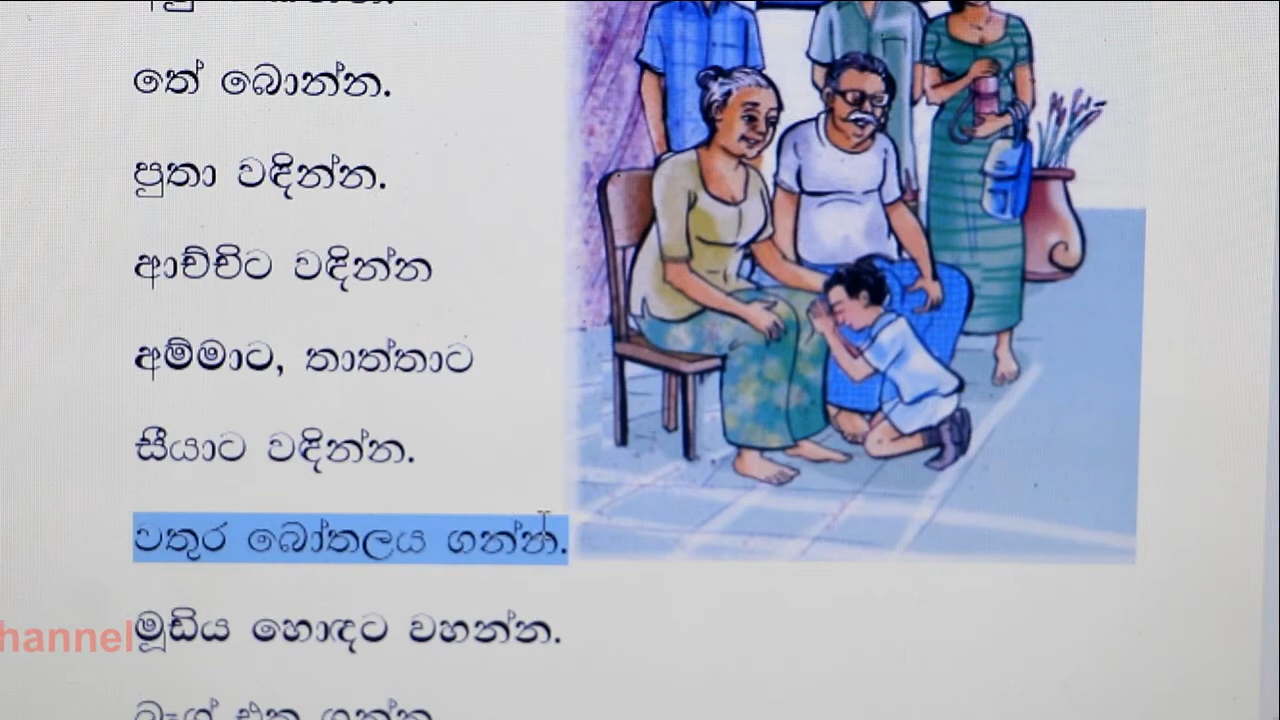 තේ බොන්න.
පුතා වඳින්න.
ආච්චිට වඳින්න
අම්මාට, තාත්තාට
සීයාට වඳින්න.
වතුර බෝතලය ගන්න.
මූඩිය හොඳට වහන්න.
hannel